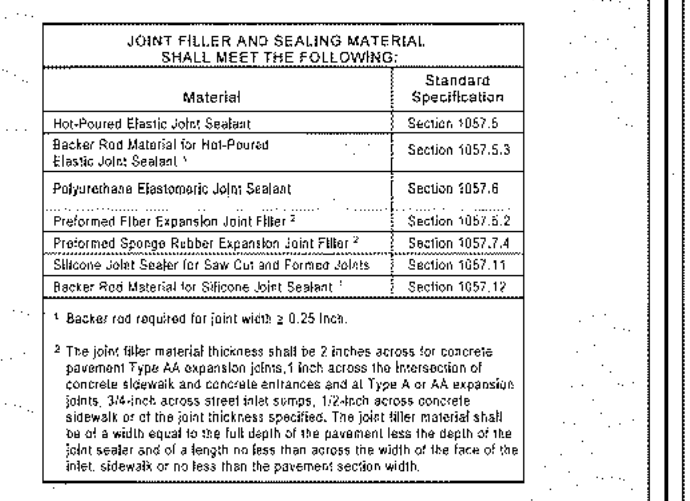 JOINT FILLER AND SEALING MATERIAL
SHALL MEET THE FOLLOWING:
Material
Standard
Specification
Hot-Poured Elastic Joint Sealant
Section 1057.5
Backer Rod Material for Hot-Poured
Elastic Joint Sealant ¹
Section 1057.5.3
Polyurethane Elastomeric Joint Sealant
Section 1057.6
Preformed Fiber Expansion Joint Filler ²
Section 1057.5.2
Preformed Sponge Rubber Expansion Joint Filler ²
Section 1057.7.4
Silicone Joint Sealer for Saw Cut and Formed Joints
Section 1057.11
Backer Rod Material for Silicone Joint Sealant ¹
Section 1057.12
¹ Backer rod required for joint width ≥ 0.25 inch.
² The joint filler material thickness shall be 2 inches across for concrete
pavement Type AA expansion joints, 1 inch across the intersection of
concrete sidewalk and concrete entrances and at Type A or AA expansion
joints, 3/4-inch across street inlet sumps, 1/2-inch across concrete
sidewalk or of the joint thickness specified. The joint filler material shall
be of a width equal to the full depth of the pavement less the depth of the
joint sealer and of a length no less than across the width of the face of the
inlet, sidewalk or no less than the pavement section width.